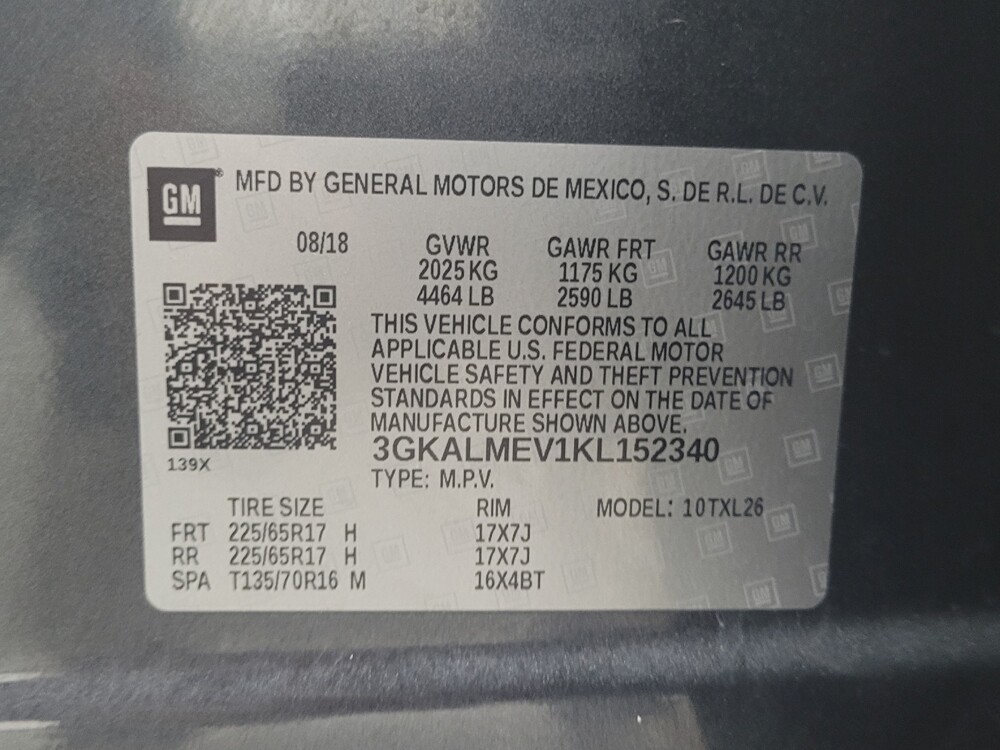 GM® MFD BY GENERAL MOTORS DE MEXICO, S. DE R.L. DE C.V.
08/18 GVWR GAWR FRT GAWR RR
2025 KG 1175 KG 1200 KG
4464 LB 2590 LB 2645 LB
THIS VEHICLE CONFORMS TO ALL
APPLICABLE U.S. FEDERAL MOTOR
VEHICLE SAFETY AND THEFT PREVENTION
STANDARDS IN EFFECT ON THE DATE OF
MANUFACTURE SHOWN ABOVE.
3GKALMEV1KL152340
139X
TYPE: M.P.V.
TIRE SIZE RIM MODEL: 10TXL26
FRT 225/65R17 H 17X7J
RR 225/65R17 H 17X7J
SPA T135/70R16 M 16X4BT